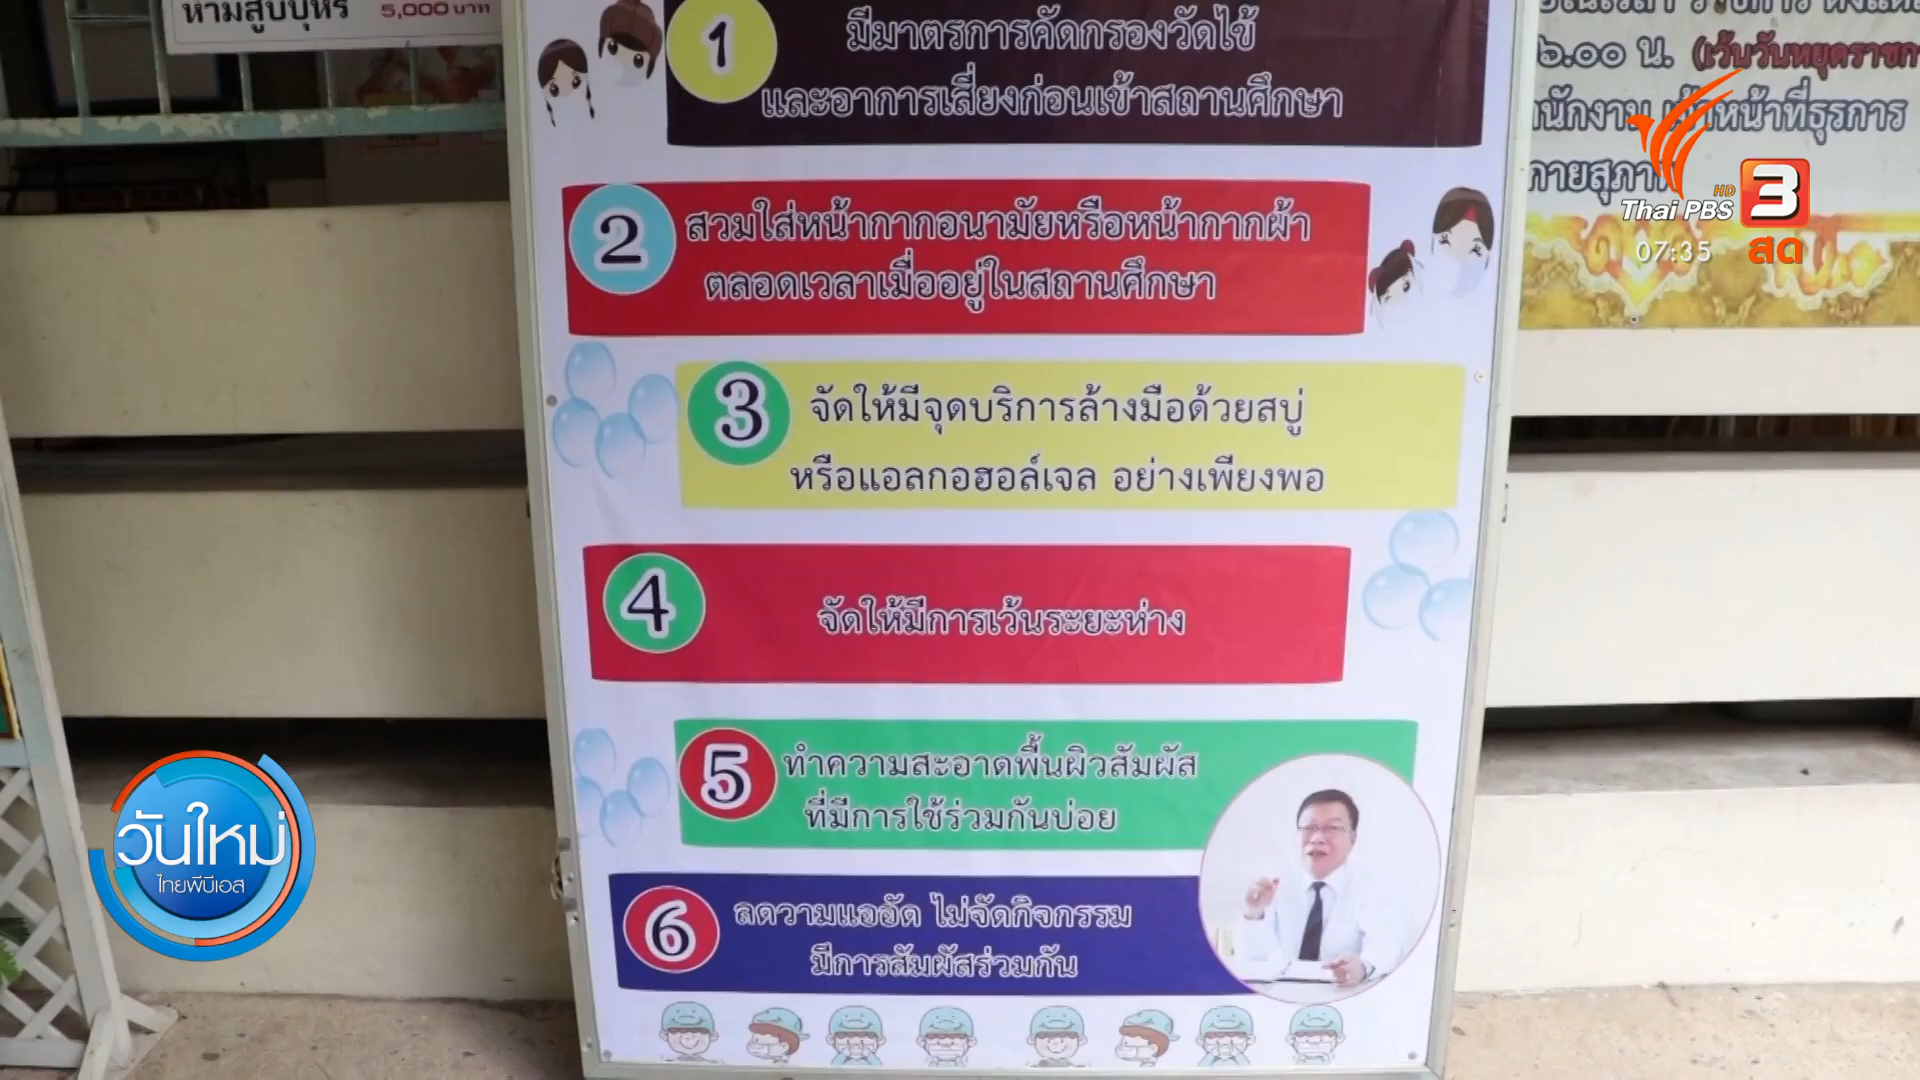 ห้ามสูบบุหรี่
5,000 บาท
1
มีมาตรการคัดกรองวัดไข้
และอาการเสี่ยงก่อนเข้าสถานศึกษา
2
สวมใส่หน้ากากอนามัยหรือหน้ากากผ้า
ตลอดเวลาเมื่ออยู่ในสถานศึกษา
3
จัดให้มีจุดบริการล้างมือด้วยสบู่
หรือแอลกอฮอล์เจล อย่างเพียงพอ
4
จัดให้มีการเว้นระยะห่าง
5
ทำความสะอาดพื้นผิวสัมผัส
ที่มีการใช้ร่วมกันบ่อย
6
ลดความแออัด ไม่จัดกิจกรรม
มีการสัมผัสร่วมกัน
๖.๐๐ น. (เว้นวันหยุดราชก
หน้าที่ธุรการ
HD
Thai PBS 3
07:35 สด
วันใหม่
ไทยพีบีเอส